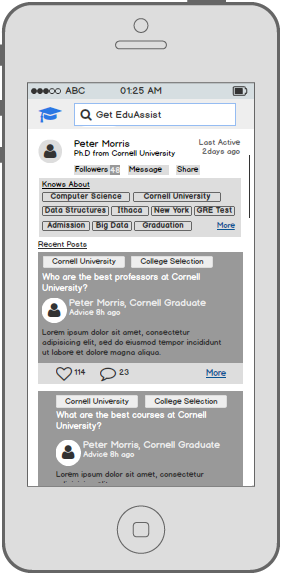 ABC 01:25 AM
Get EduAssist
Peter Morris
Ph.D from Cornell University
Last Active
2 days ago
Followers 48 Message Share
Knows About
Computer Science Cornell University
Data Structures Ithaca New York GRE Test
Admission Big Data Graduation More
Recent Posts
Cornell University College Selection
Who are the best professors at Cornell
University?
Peter Morris, Cornell Graduate
Advice 8h ago
Lorem ipsum dolor sit amet, consectetur
adipisicing elit, sed do eiusmod tempor incididunt
ut labore et dolore magna aliqua.
114 23 More
Cornell University College Selection
What are the best courses at Cornell
University?
Peter Morris, Cornell Graduate
Advice 8h ago
Lorem ipsum dolor sit amet, consectetur